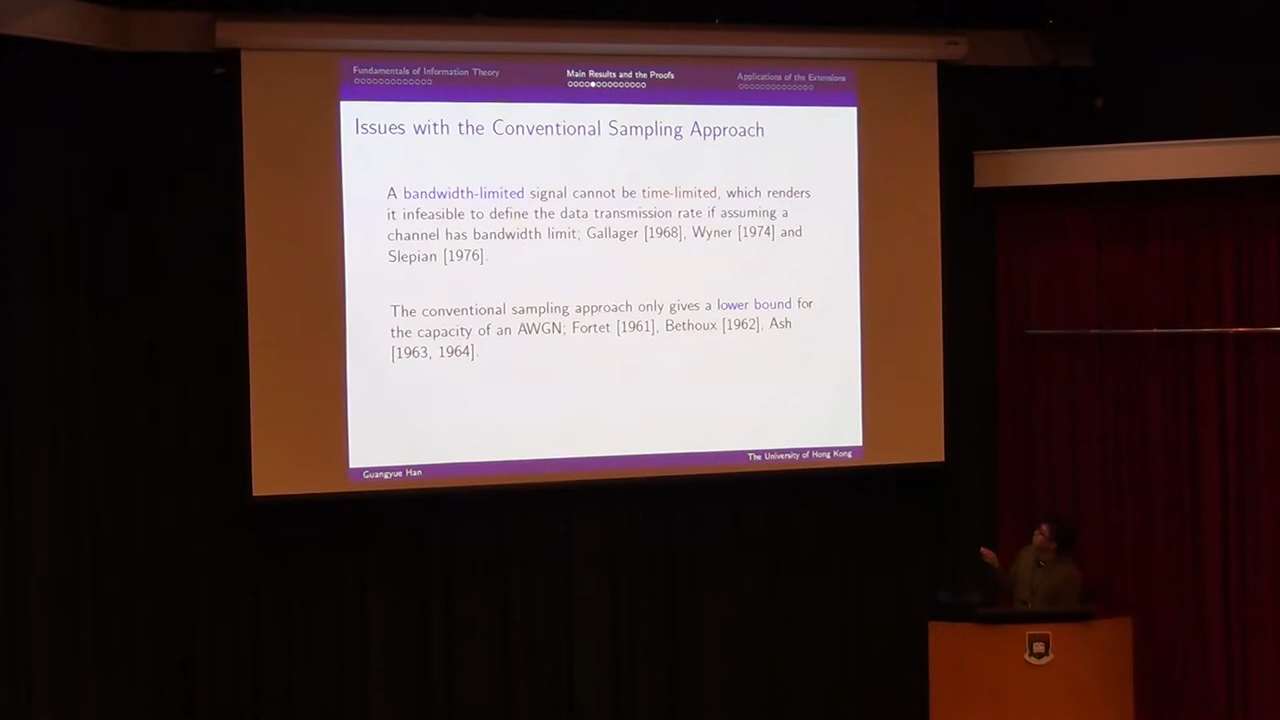 Fundamentals of Information Theory
Main Results and the Proofs
Applications of the Extensions
Issues with the Conventional Sampling Approach
A bandwidth-limited signal cannot be time-limited, which renders
it infeasible to define the data transmission rate if assuming a
channel has bandwidth limit; Gallager [1968], Wyner [1974] and
Slepian [1976].
The conventional sampling approach only gives a lower bound for
the capacity of an AWGN; Fortet [1961], Bethoux [1962], Ash
[1963, 1964].
Guangyue Han
The University of Hong Kong